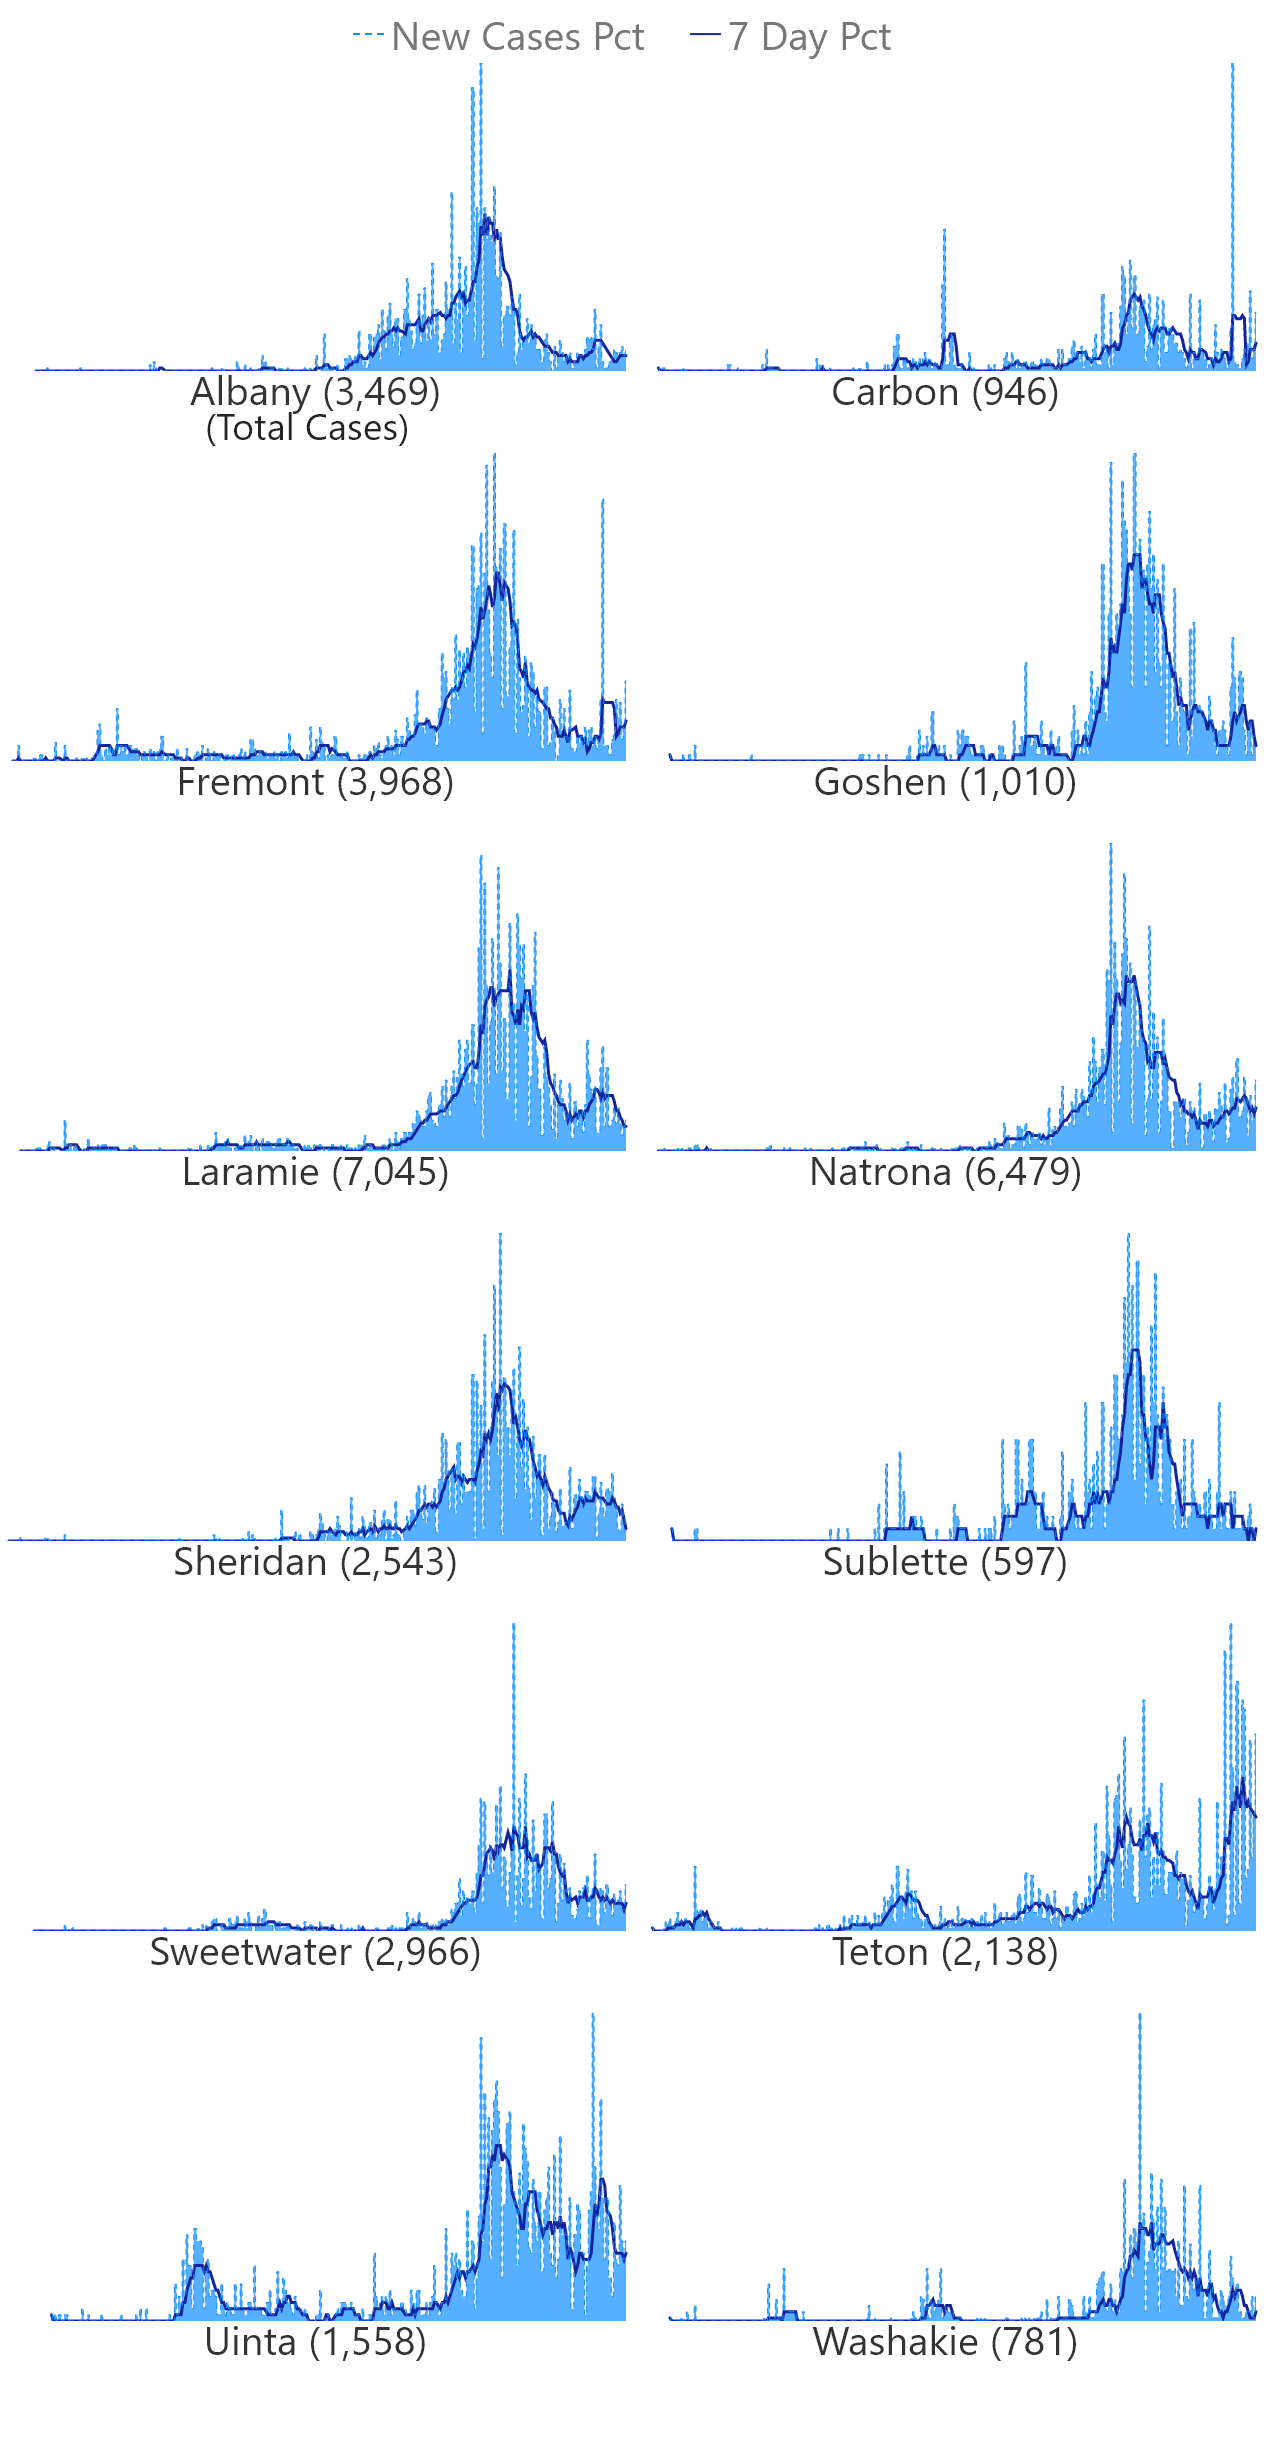 New Cases Pct 7 Day Pct
Albany (3,469) Carbon (946)
(Total Cases)
Fremont (3,968) Goshen (1,010)
Laramie (7,045) Natrona (6,479)
Sheridan (2,543) Sublette (597)
Sweetwater (2,966) Teton (2,138)
Uinta (1,558) Washakie (781)